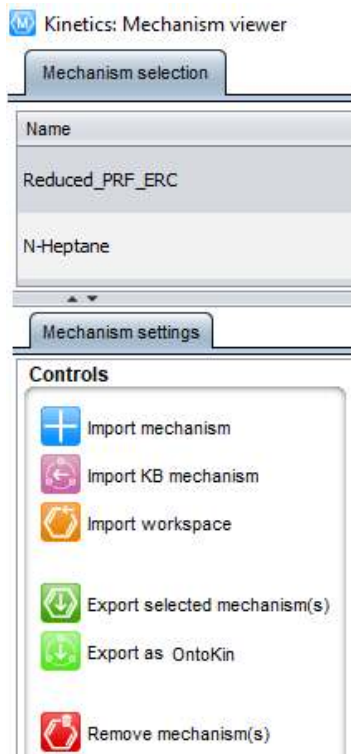 Kinetics: Mechanism viewer
Mechanism selection
Name
Reduced_PRF_ERC
N-Heptane
Mechanism settings
Controls
Import mechanism
Import KB mechanism
Import workspace
Export selected mechanism(s)
Export as OntoKin
Remove mechanism(s)